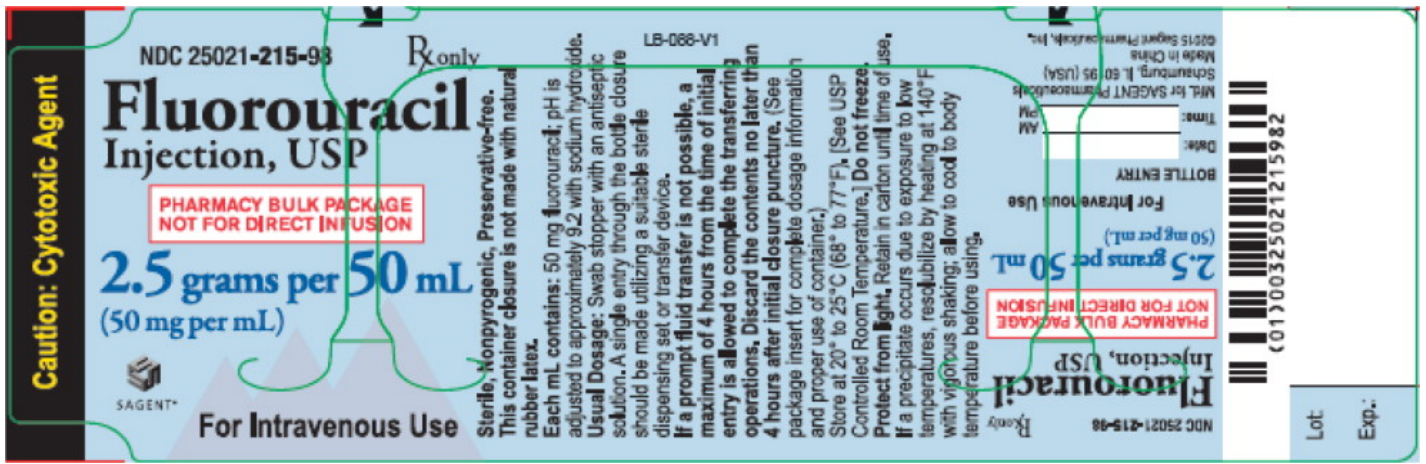 Caution: Cytotoxic Agent
NDC 25021-215-98
Rx only
Fluorouracil
Injection, USP
PHARMACY BULK PACKAGE
NOT FOR DIRECT INFUSION
2.5 grams per 50 mL
(50 mg per mL)
SAGENT®
For Intravenous Use
LB-088-V1
Sterile, Nonpyrogenic, Preservative-free.
This container closure is not made with natural
rubber latex.
Each mL contains: 50 mg fluorouracil; pH is
adjusted to approximately 9.2 with sodium hydroxide.
Usual Dosage: Swab stopper with an antiseptic
solution. A single entry through the bottle closure
should be made utilizing a suitable sterile
dispensing set or transfer device.
If a prompt fluid transfer is not possible, a
maximum of 4 hours from the time of initial
entry is allowed to complete the transferring
operations. Discard the contents no later than
4 hours after initial closure puncture. (See
package insert for complete dosage information
and proper use of container.)
Store at 20° to 25°C (68° to 77°F). [See USP
Controlled Room Temperature.] Do not freeze.
Protect from light. Retain in carton until time of use.
If a precipitate occurs due to exposure to low
temperatures, resolubilize by heating at 140°F
with vigorous shaking; allow to cool to body
temperature before using.
NDC 25021-215-98
Rx only
Fluorouracil
Injection, USP
PHARMACY BULK PACKAGE
NOT FOR DIRECT INFUSION
2.5 grams per 50 mL
(50 mg per mL)
For Intravenous Use
BOTTLE ENTRY
Date:
Time:
AM
PM
Mfd. for SAGENT Pharmaceuticals
Schaumburg, IL 60195 (USA)
Made in China
©2015 Sagent Pharmaceuticals, Inc.
(01)00325021215982
Lot:
Exp.: